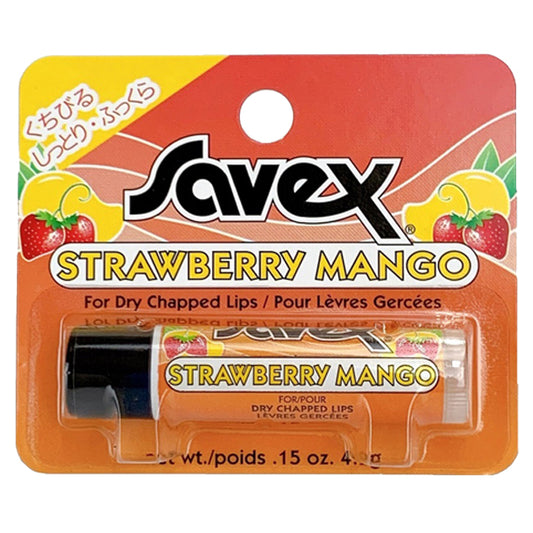 くちびる
しっとり・ふっくら
Savex®
STRAWBERRY MANGO
For Dry Chapped Lips / Pour Lèvres Gercées
STRAWBERRY MANGO
FOR/POUR
DRY CHAPPED LIPS
LÈVRES GERCÉES
wt./poids .15 oz.